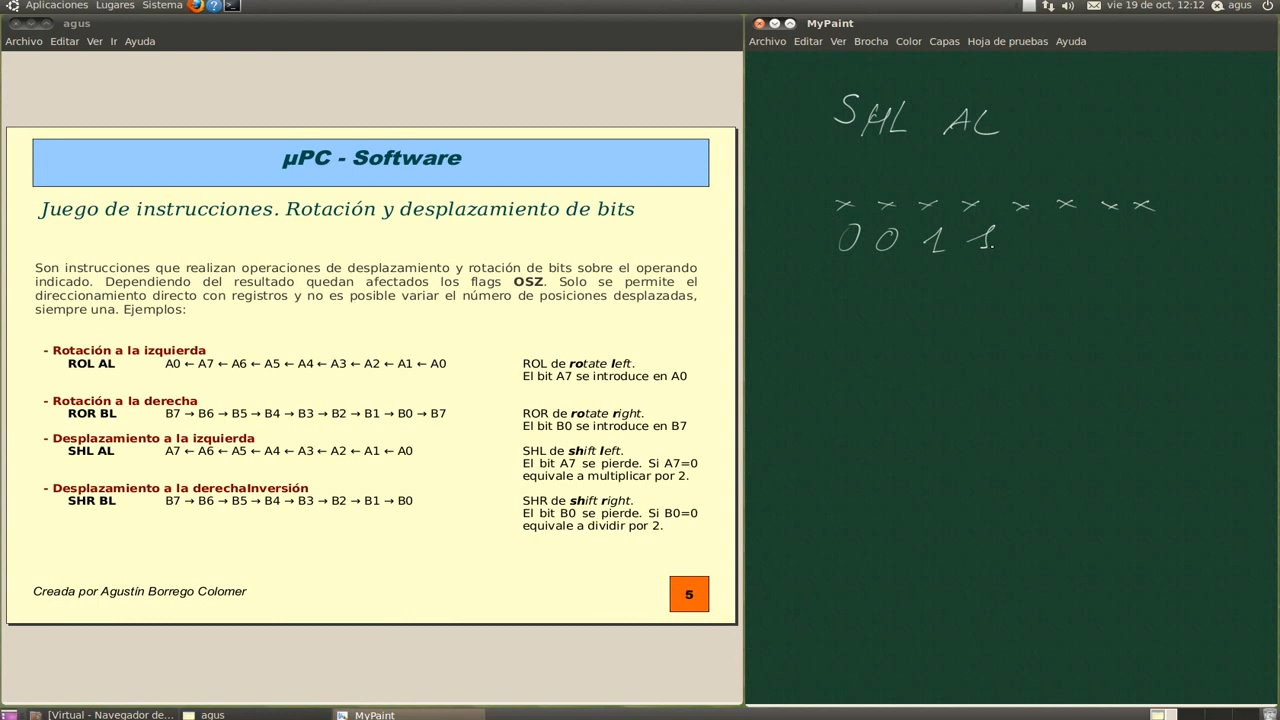 Aplicaciones Lugares Sistema ? vie 19 de oct, 12:12 agus
agus
Archivo Editar Ver Ir Ayuda
µPC - Software
Juego de instrucciones. Rotación y desplazamiento de bits
Son instrucciones que realizan operaciones de desplazamiento y rotación de bits sobre el operando
indicado. Dependiendo del resultado quedan afectados los flags OSZ. Solo se permite el
direccionamiento directo con registros y no es posible variar el número de posiciones desplazadas,
siempre una. Ejemplos:
- Rotación a la izquierda
ROL AL A0 ← A7 ← A6 ← A5 ← A4 ← A3 ← A2 ← A1 ← A0 ROL de rotate left.
El bit A7 se introduce en A0
- Rotación a la derecha
ROR BL B7 → B6 → B5 → B4 → B3 → B2 → B1 → B0 → B7 ROR de rotate right.
El bit B0 se introduce en B7
- Desplazamiento a la izquierda
SHL AL A7 ← A6 ← A5 ← A4 ← A3 ← A2 ← A1 ← A0 SHL de shift left.
El bit A7 se pierde. Si A7=0
equivale a multiplicar por 2.
- Desplazamiento a la derechaInversión
SHR BL B7 → B6 → B5 → B4 → B3 → B2 → B1 → B0 SHR de shift right.
El bit B0 se pierde. Si B0=0
equivale a dividir por 2.
Creada por Agustín Borrego Colomer
5
MyPaint
Archivo Editar Ver Brocha Color Capas Hoja de pruebas Ayuda
SHL AL
x x x x x x x x
0 0 1 1
[Virtual - Navegador de... agus MyPaint